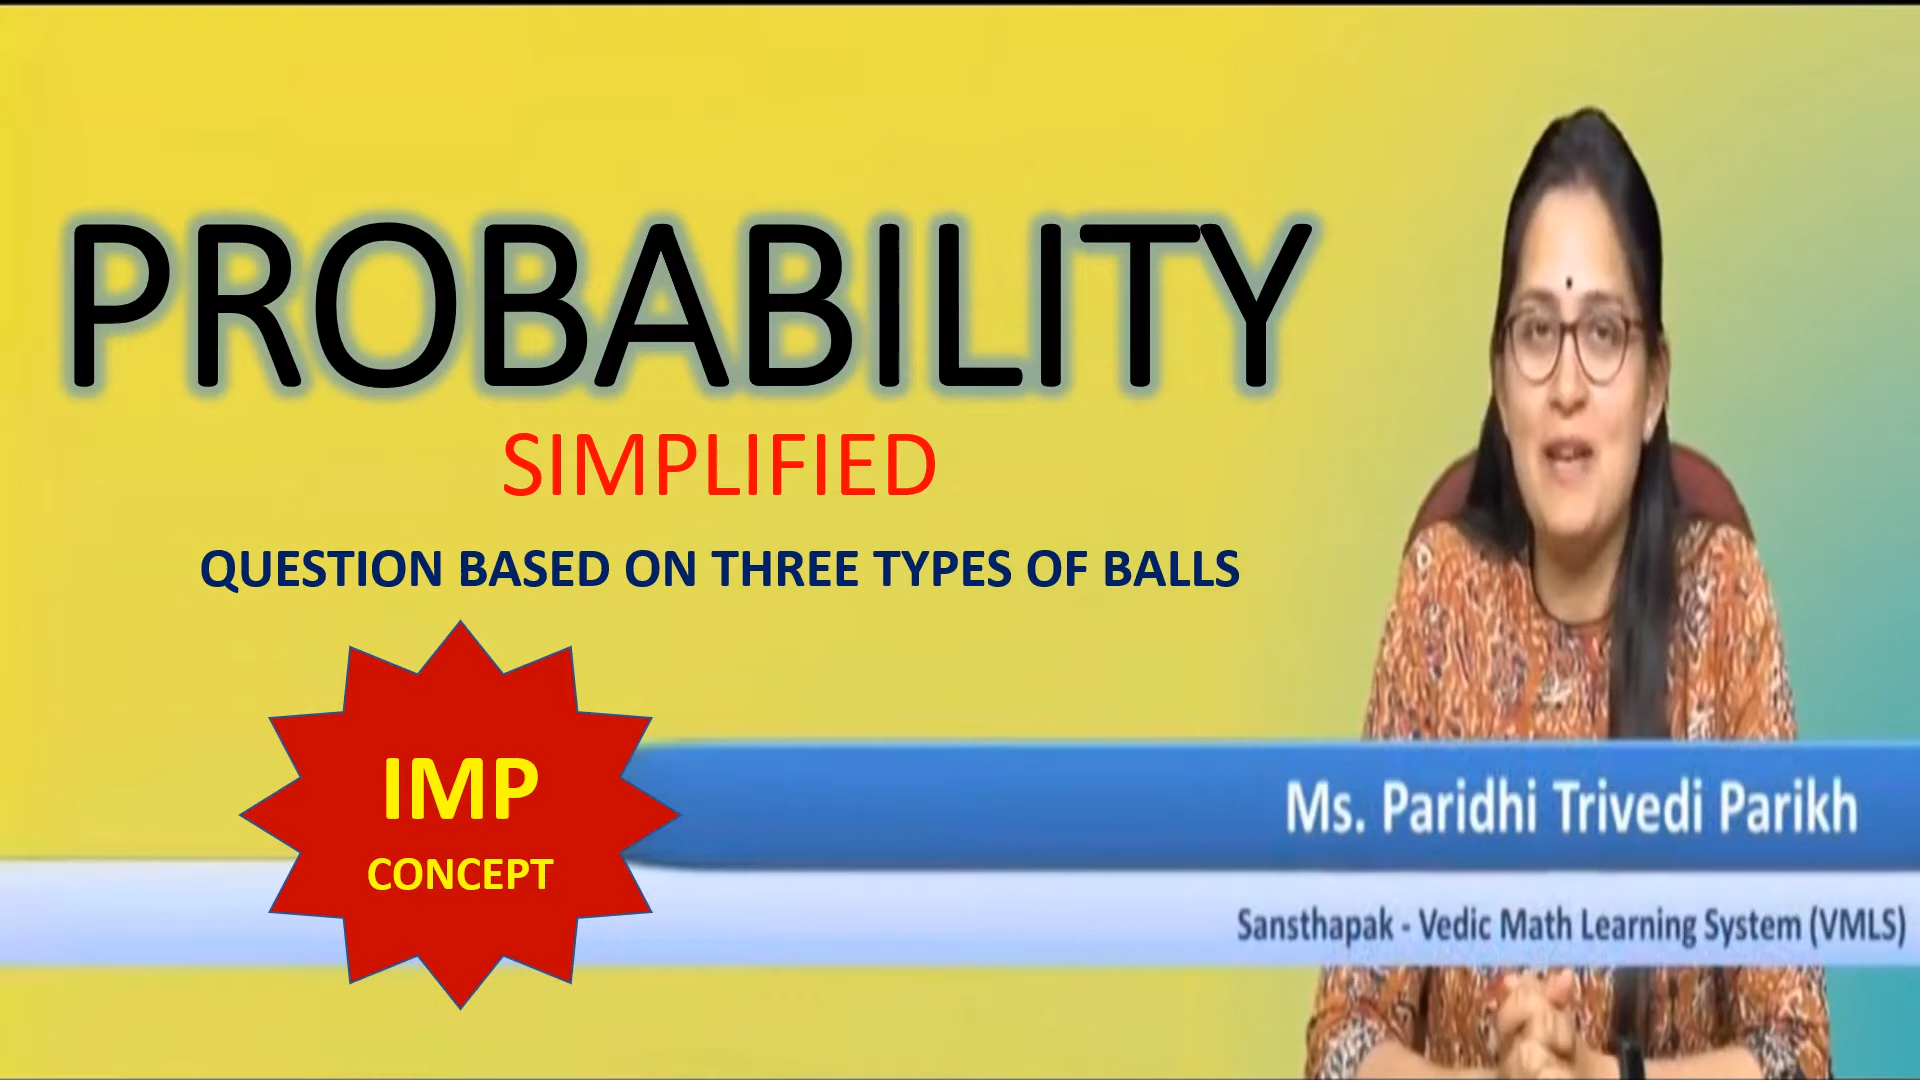 PROBABILITY
SIMPLIFIED
QUESTION BASED ON THREE TYPES OF BALLS
IMP
CONCEPT
Ms. Paridhi Trivedi Parikh
Sansthapak - Vedic Math Learning System (VMLS)